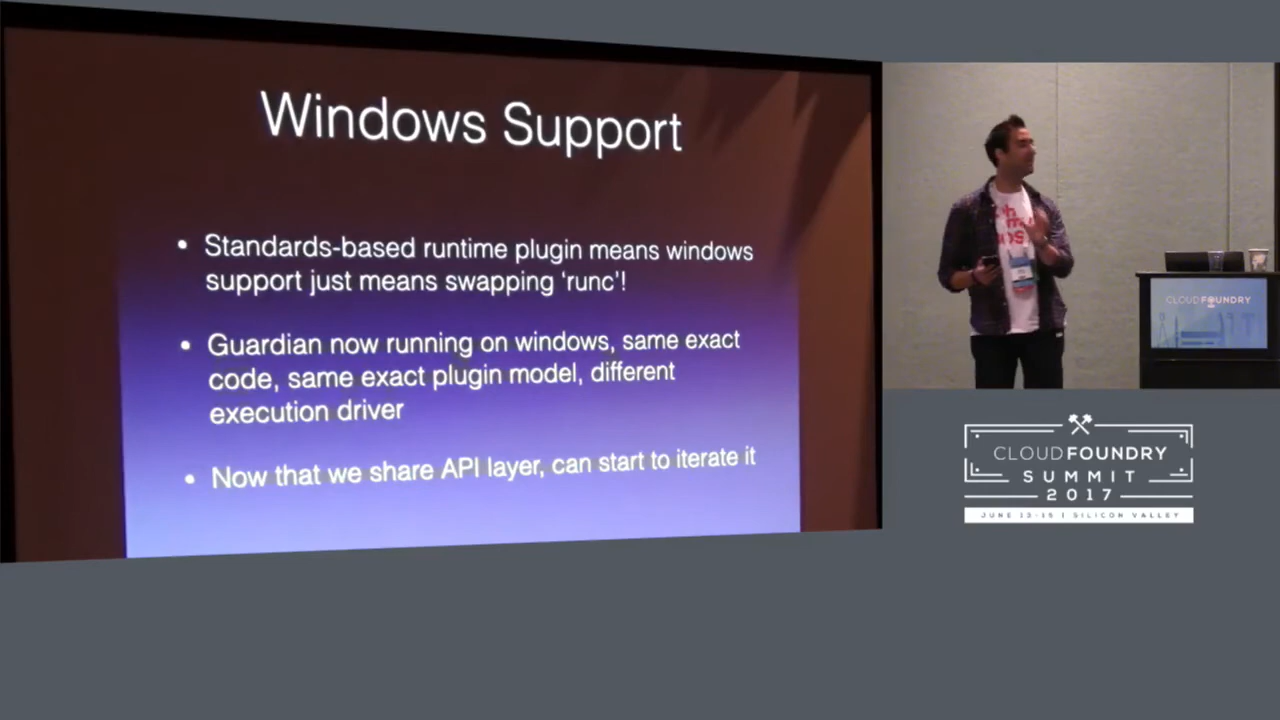 Windows Support
• Standards-based runtime plugin means windows
support just means swapping ‘runc’!
• Guardian now running on windows, same exact
code, same exact plugin model, different
execution driver
• Now that we share API layer, can start to iterate it
CLOUDFOUNDRY
CLOUDFOUNDRY
SUMMIT
2017
JUNE 13-15 | SILICON VALLEY